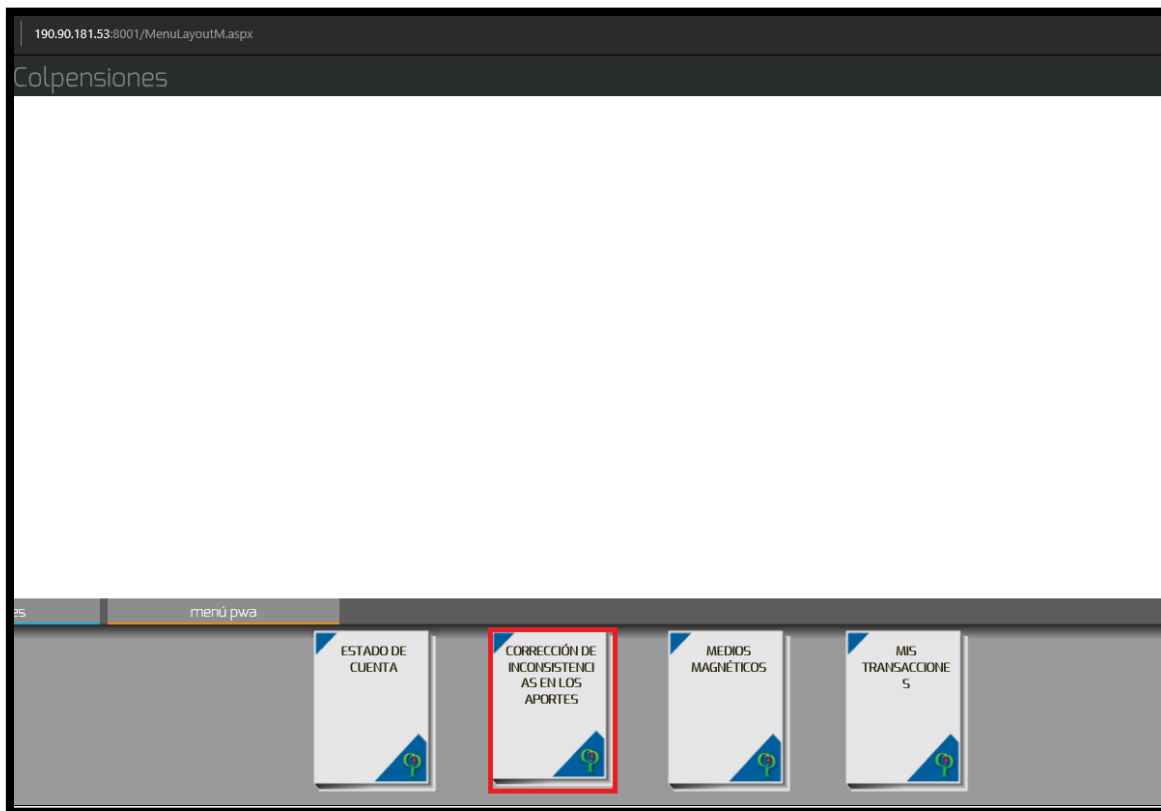 190.90.181.53:8001/MenuLayoutM.aspx
Colpensiones
es
menú pwa
ESTADO DE
CUENTA
CORRECCIÓN DE
INCONSISTENCI
AS EN LOS
APORTES
MEDIOS
MAGNÉTICOS
MIS
TRANSACCIONE
S